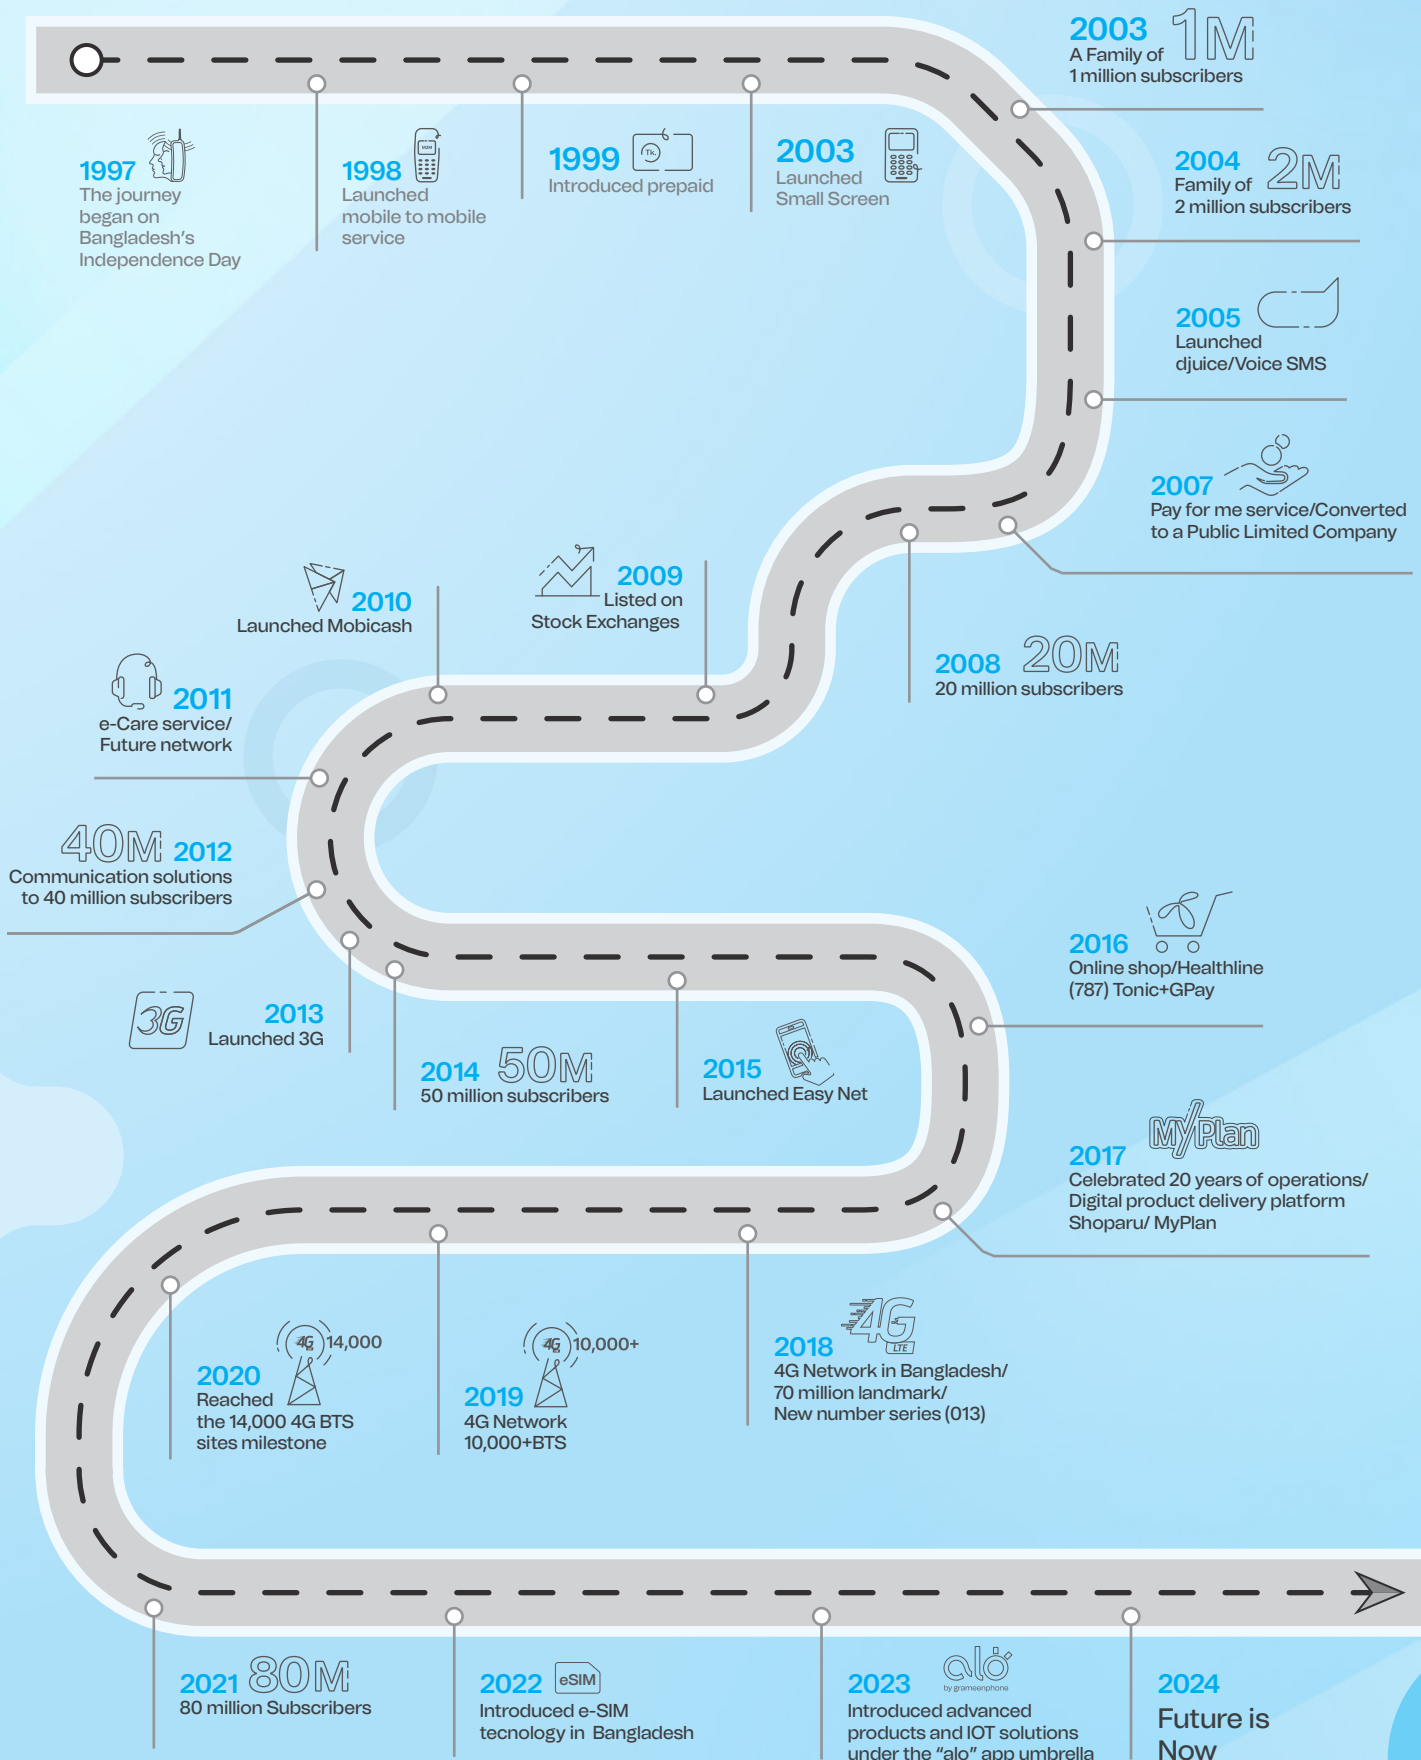 1997
The journey
began on
Bangladesh's
Independence Day
1998
Launched
mobile to mobile
service
Tk.
1999
Introduced prepaid
2003
Launched
Small Screen
2003 1M
A Family of
1 million subscribers
2004 2M
Family of
2 million subscribers
2005
Launched
djuice/Voice SMS
2007
Pay for me service/Converted
to a Public Limited Company
2008 20M
20 million subscribers
2009
Listed on
Stock Exchanges
2010
Launched Mobicash
2011
e-Care service/
Future network
40M 2012
Communication solutions
to 40 million subscribers
3G
2013
Launched 3G
2014 50M
50 million subscribers
2015
Launched Easy Net
2016
Online shop/Healthline
(787) Tonic+GPay
MyPlan
2017
Celebrated 20 years of operations/
Digital product delivery platform
Shoparu/ MyPlan
4G
LTE
2018
4G Network in Bangladesh/
70 million landmark/
New number series (013)
4G 10,000+
2019
4G Network
10,000+BTS
4G 14,000
2020
Reached
the 14,000 4G BTS
sites milestone
2021 80M
80 million Subscribers
2022 eSIM
Introduced e-SIM
tecnology in Bangladesh
alo
by grameenphone
2023
Introduced advanced
products and IOT solutions
under the “alo” app umbrella
2024
Future is
Now